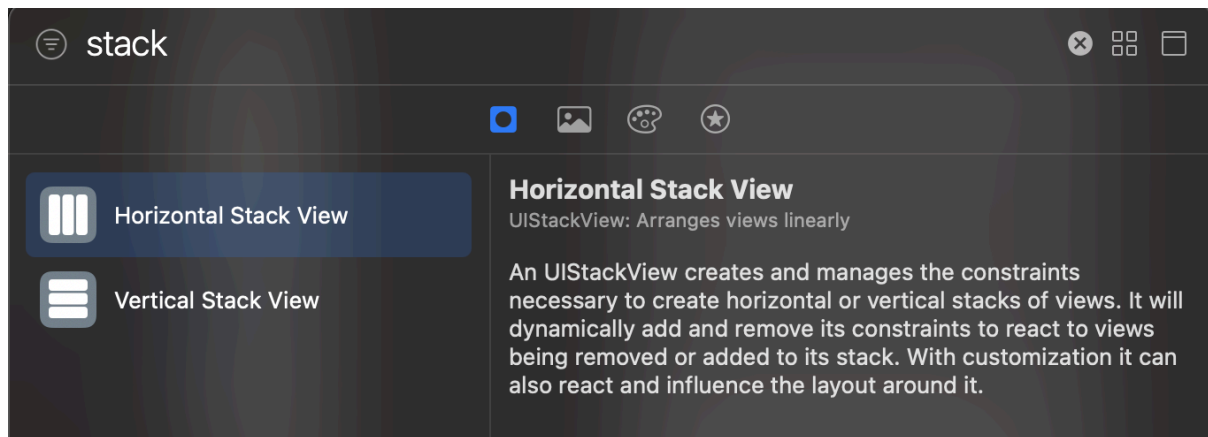 stack
Horizontal Stack View
Vertical Stack View
Horizontal Stack View
UIStackView: Arranges views linearly
An UIStackView creates and manages the constraints
necessary to create horizontal or vertical stacks of views. It will
dynamically add and remove its constraints to react to views
being removed or added to its stack. With customization it can
also react and influence the layout around it.